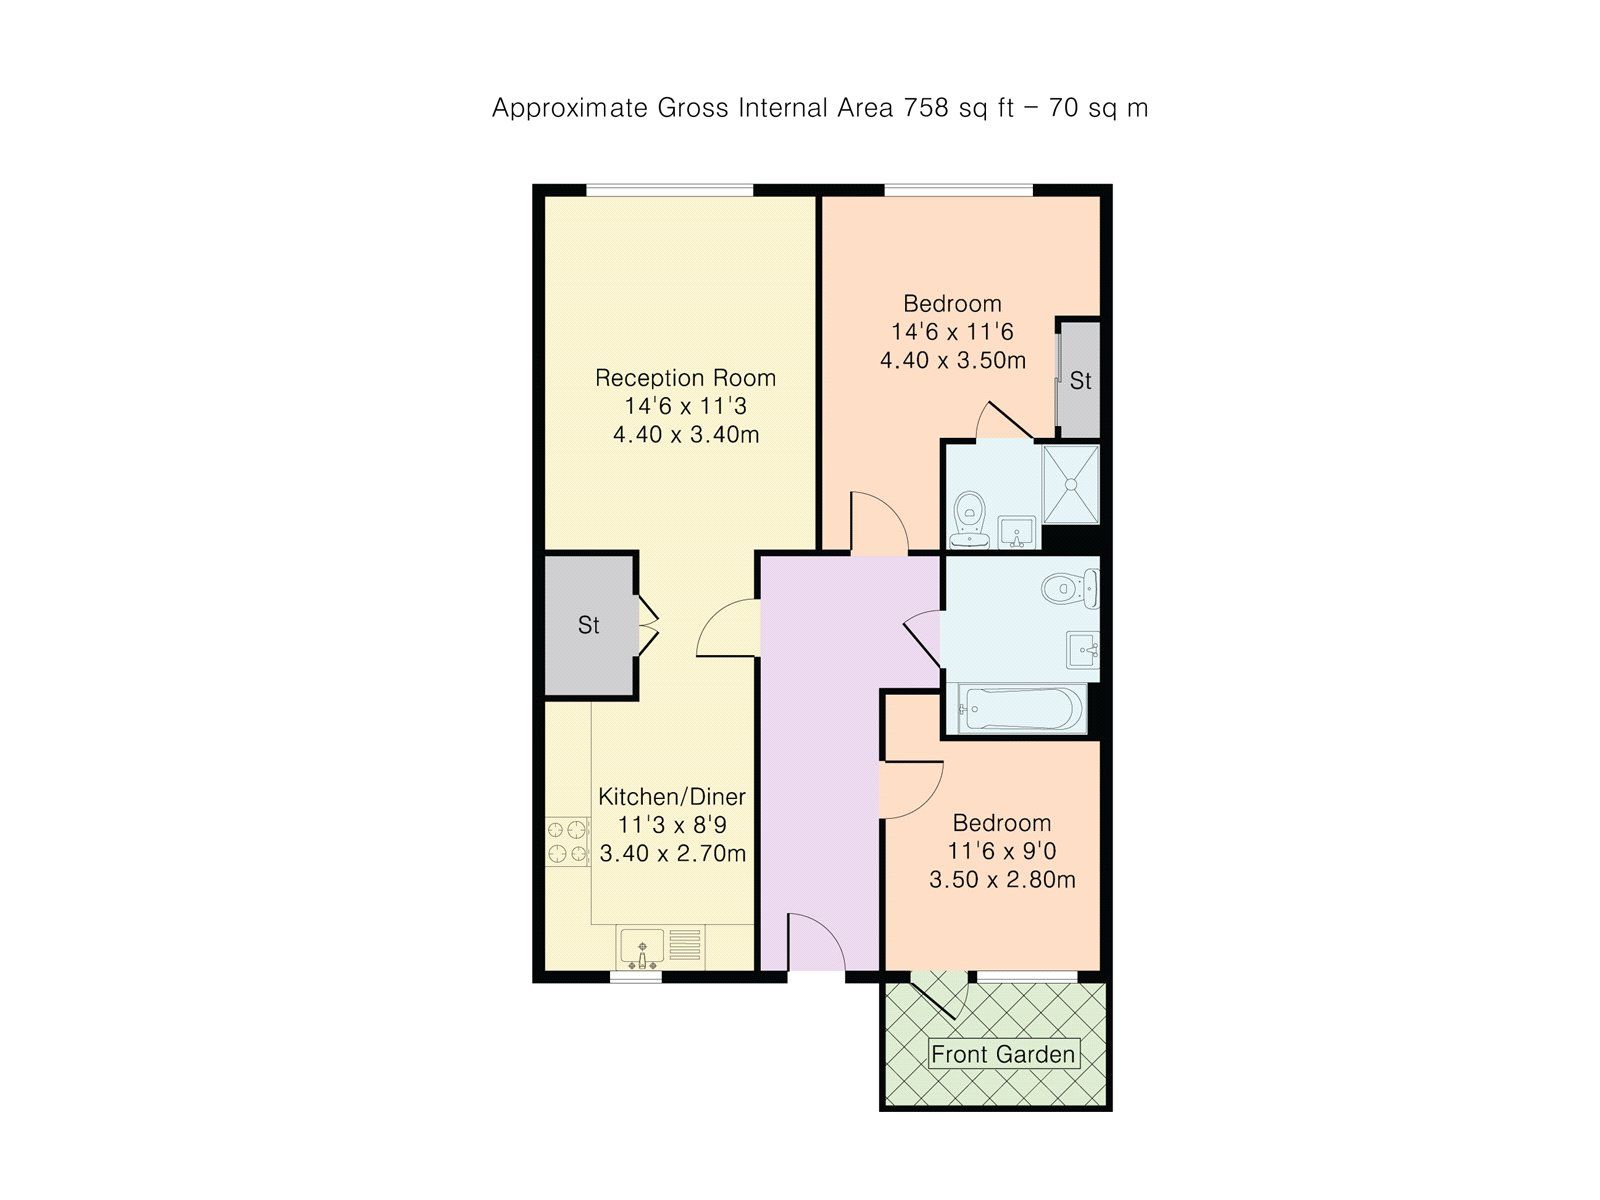 Approximate Gross Internal Area 758 sq ft – 70 sq m
Bedroom
14'6 x 11'6
4.40 x 3.50m
St
Reception Room
14'6 x 11'3
4.40 x 3.40m
St
Kitchen/Diner
11'3 x 8'9
3.40 x 2.70m
Bedroom
11'6 x 9'0
3.50 x 2.80m
Front Garden